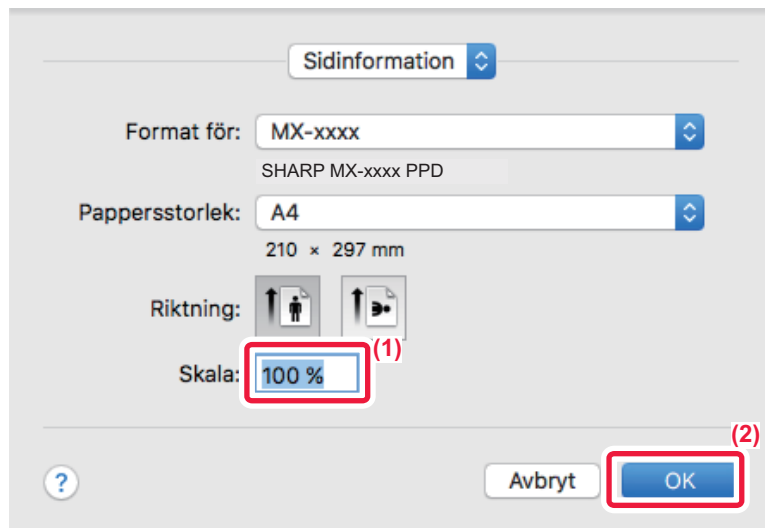 Sidinformation
Format för: MX-xxxx
SHARP MX-xxxx PPD
Pappersstorlek: A4
210 × 297 mm
Riktning:
(1)
Skala: 100 %
(2)
? Avbryt OK